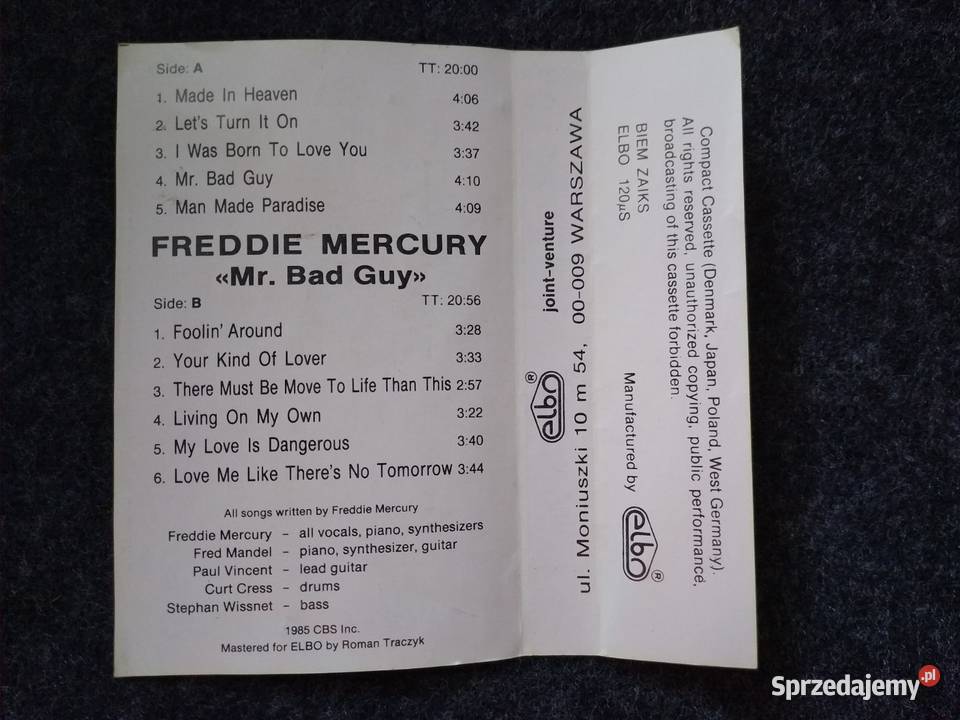 Side: A TT: 20:00
1. Made In Heaven 4:06
2. Let's Turn It On 3:42
3. I Was Born To Love You 3:37
4. Mr. Bad Guy 4:10
5. Man Made Paradise 4:09
FREDDIE MERCURY
«Mr. Bad Guy»
Side: B TT: 20:56
1. Foolin' Around 3:28
2. Your Kind Of Lover 3:33
3. There Must Be Move To Life Than This 2:57
4. Living On My Own 3:22
5. My Love Is Dangerous 3:40
6. Love Me Like There's No Tomorrow 3:44
All songs written by Freddie Mercury
Freddie Mercury - all vocals, piano, synthesizers
Fred Mandel - piano, synthesizer, guitar
Paul Vincent - lead guitar
Curt Cress - drums
Stephan Wissnet - bass
1985 CBS Inc.
Mastered for ELBO by Roman Traczyk
elbo ® joint-venture
ul. Moniuszki 10 m 54, 00-009 WARSZAWA
Compact Cassette (Denmark, Japan, Poland, West Germany).
All rights reserved, unauthorized copying, public performance,
broadcasting of this cassette forbidden.
BIEM ZAIKS
ELBO 120µS
Manufactured by elbo ®
Sprzedajemy.pl